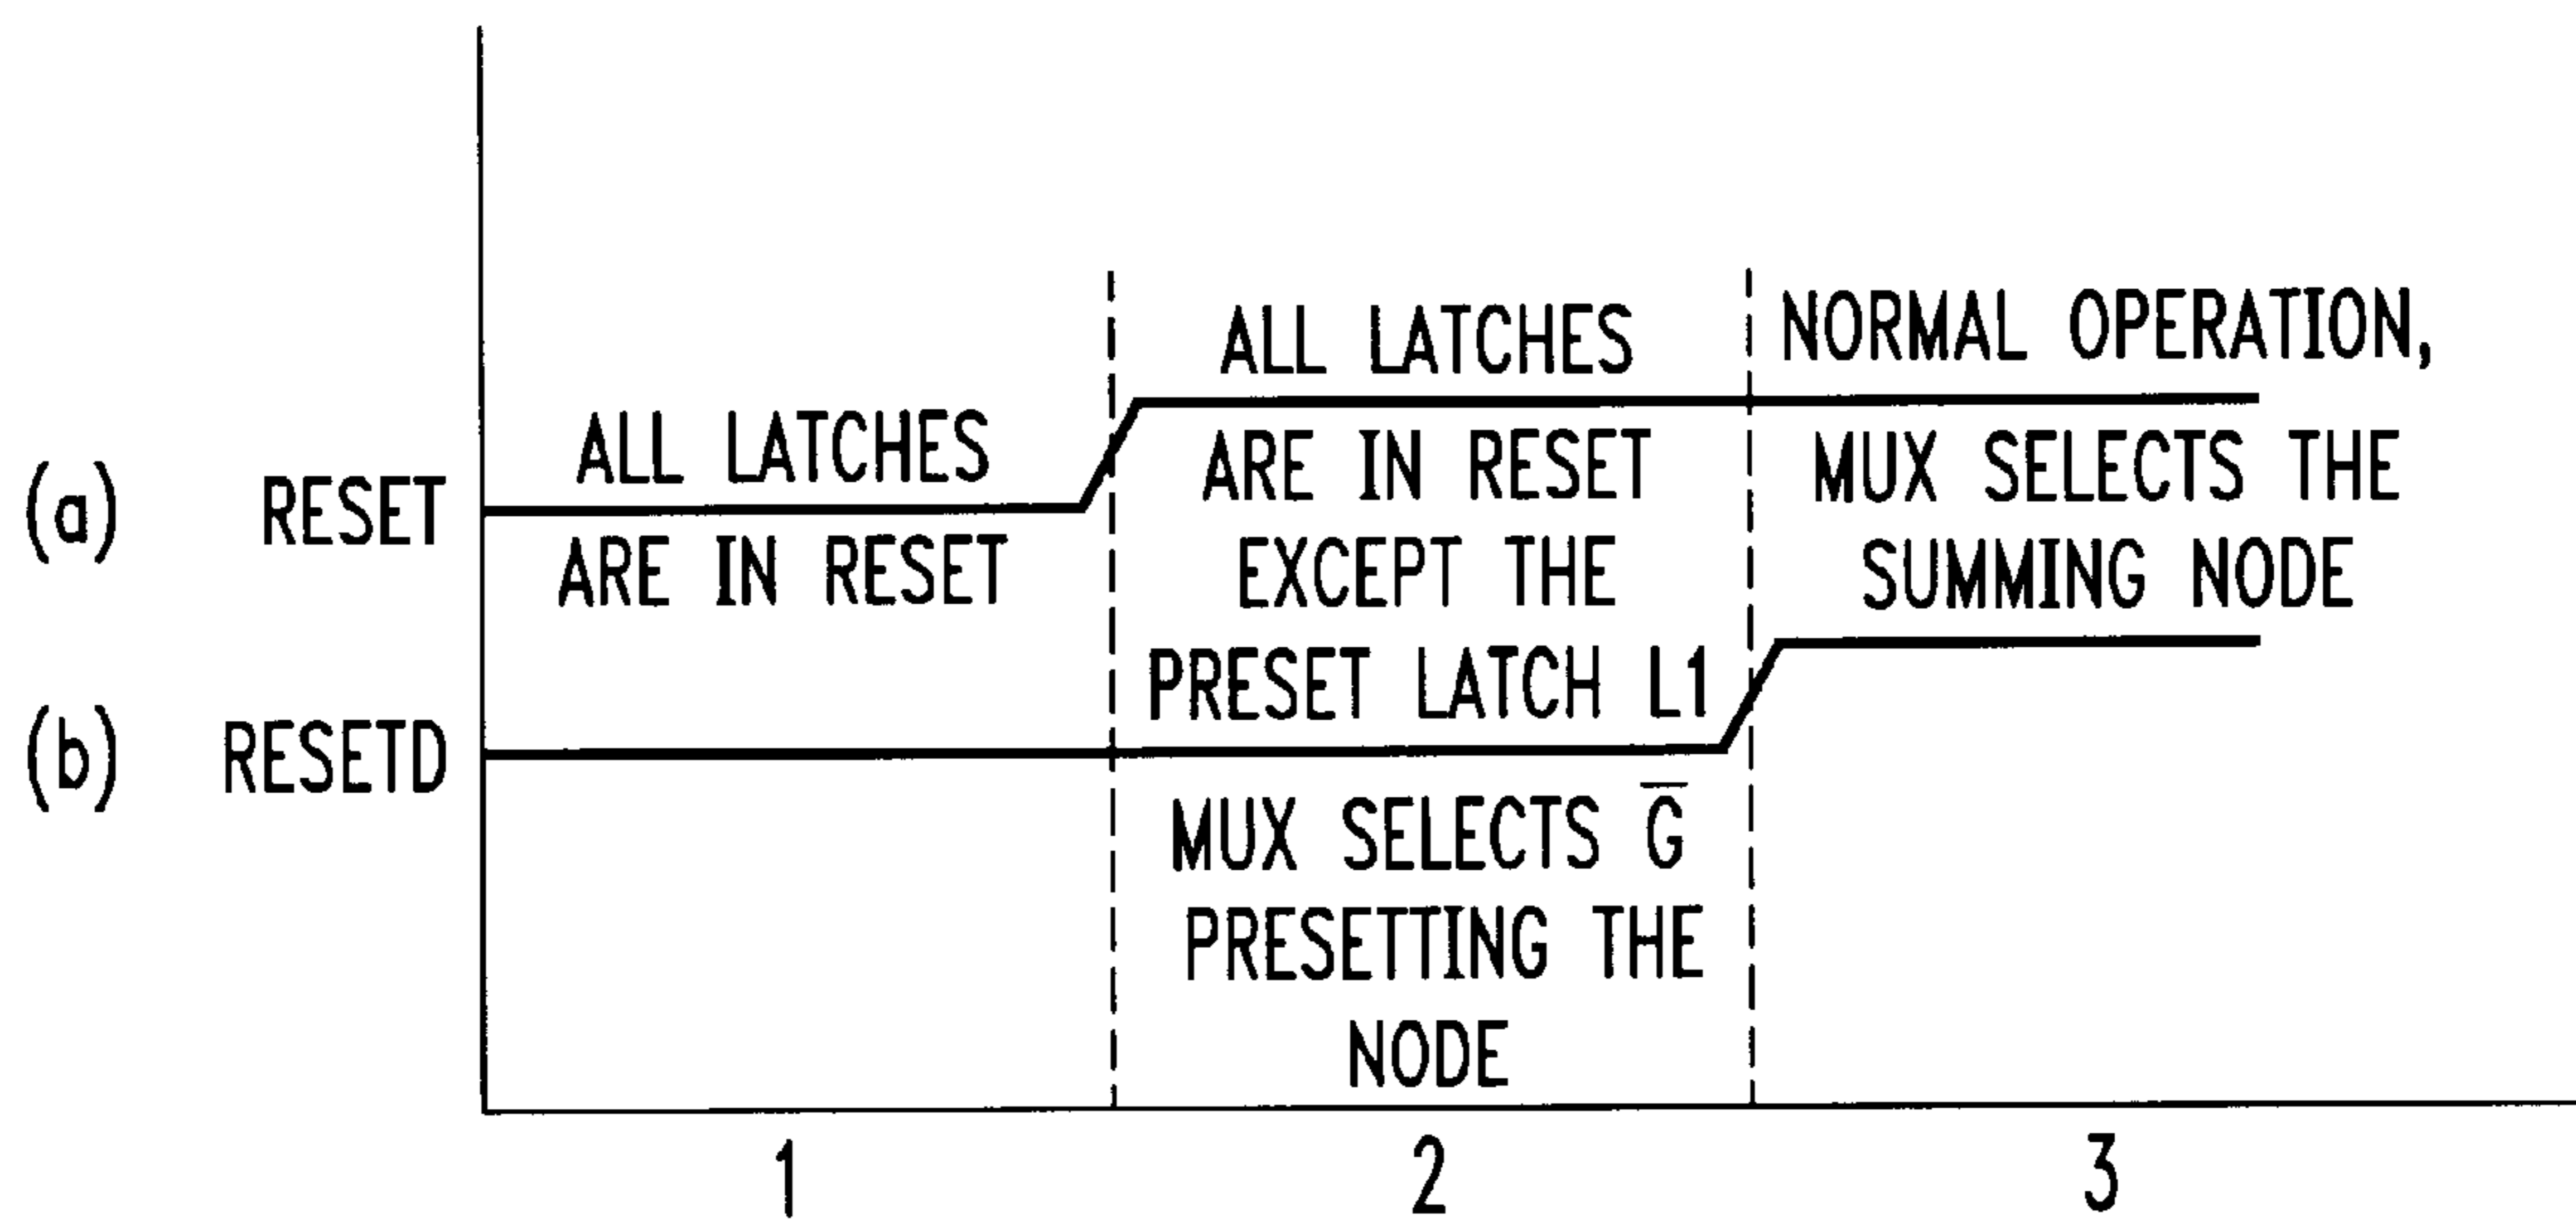 ALL LATCHES
ARE IN RESET
ALL LATCHES
ARE IN RESET
EXCEPT THE
PRESET LATCH L1
MUX SELECTS G̅
PRESETTING THE
NODE
NORMAL OPERATION,
MUX SELECTS THE
SUMMING NODE
(a) RESET
(b) RESETD
1 2 3